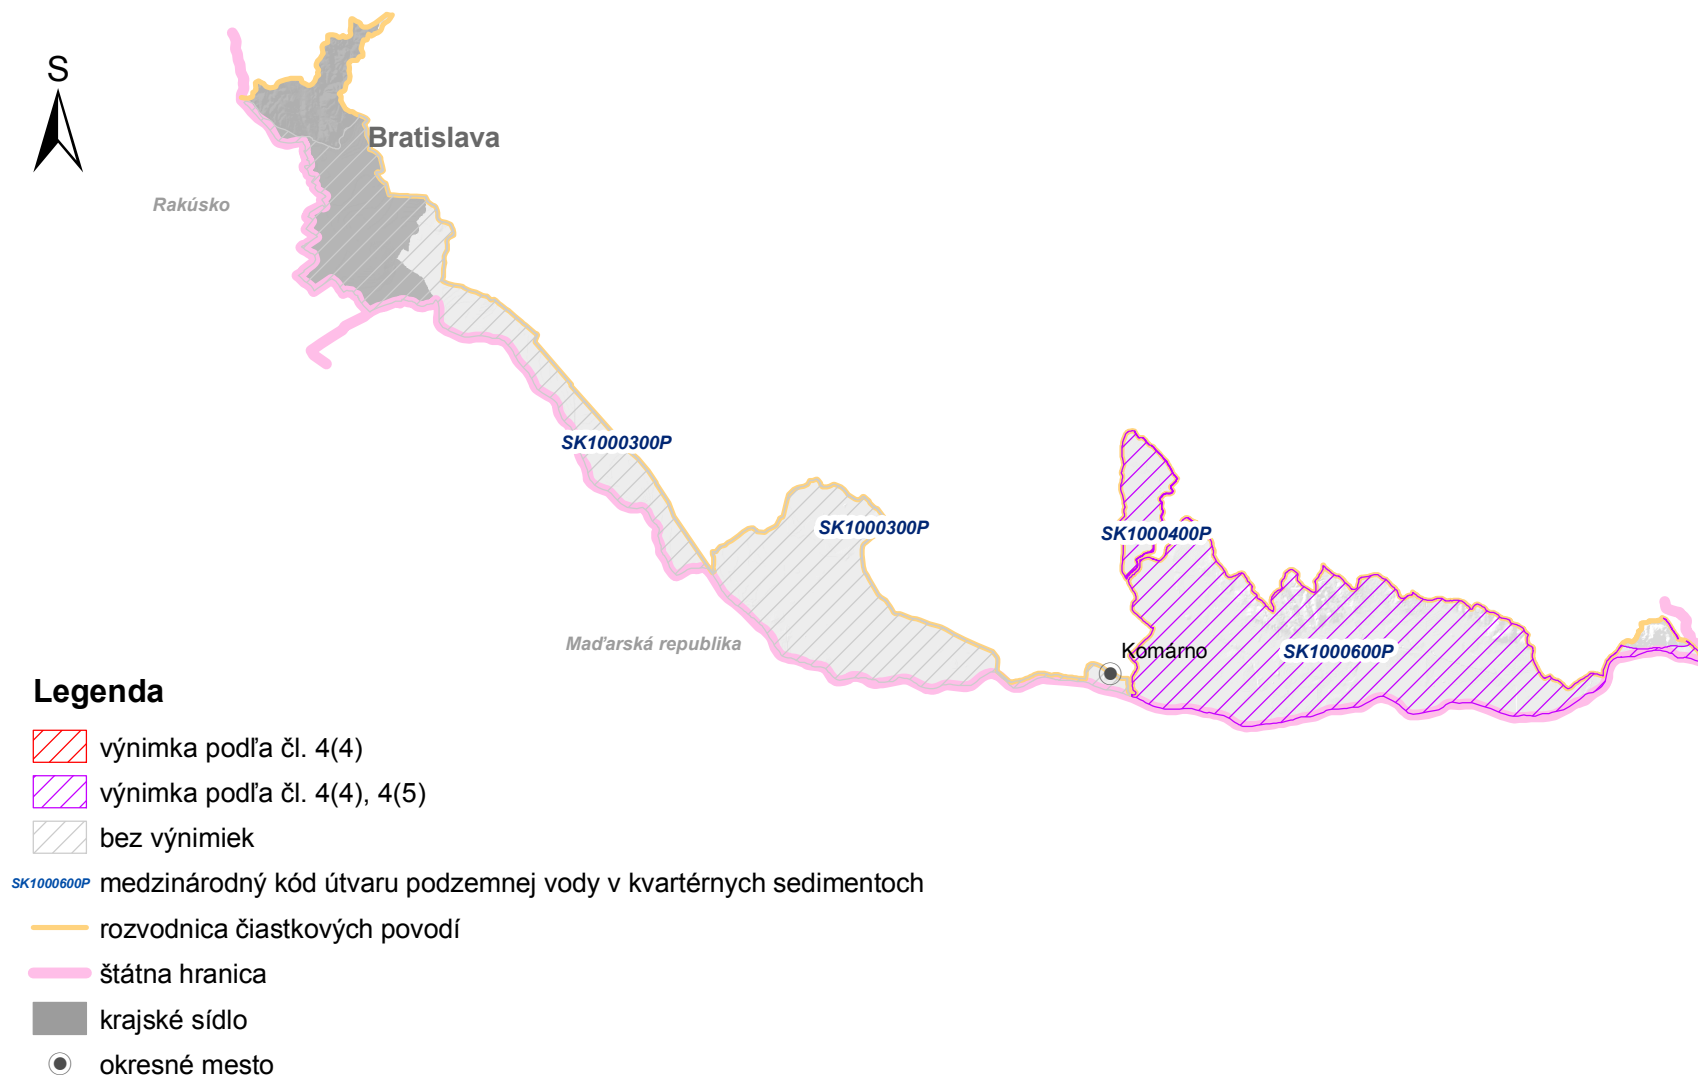 S
Bratislava
Rakúsko
SK1000300P
SK1000300P
SK1000400P
Maďarská republika
Komárno
SK1000600P
Legenda
výnimka podľa čl. 4(4)
výnimka podľa čl. 4(4), 4(5)
bez výnimiek
SK1000600P medzinárodný kód útvaru podzemnej vody v kvartérnych sedimentoch
rozvodnica čiastkových povodí
štátna hranica
krajské sídlo
okresné mesto